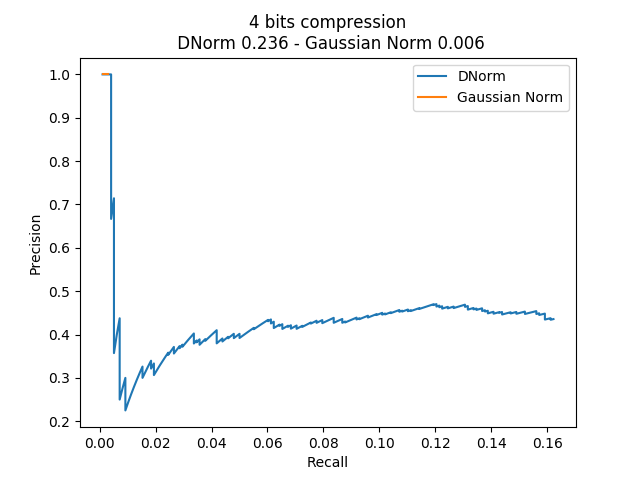 4 bits compression
DNorm 0.236 - Gaussian Norm 0.006
DNorm
Gaussian Norm
Precision
1.0
0.9
0.8
0.7
0.6
0.5
0.4
0.3
0.2
0.00 0.02 0.04 0.06 0.08 0.10 0.12 0.14 0.16
Recall